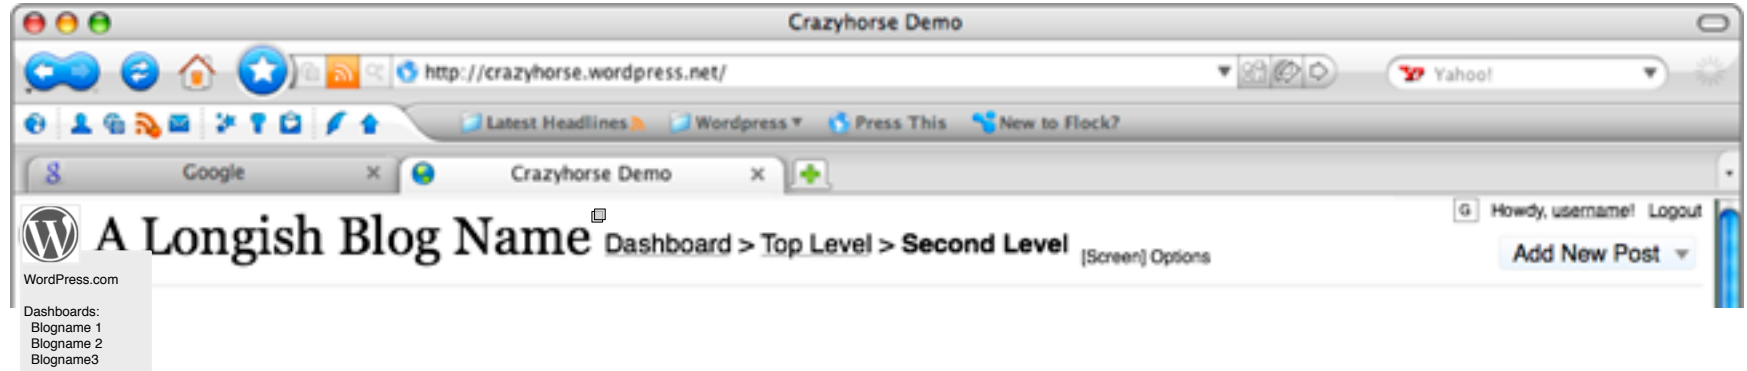 Crazyhorse Demo
http://crazyhorse.wordpress.net/
Yahoo!
Latest Headlines Wordpress Press This New to Flock?
Google
Crazyhorse Demo
G Howdy, username! Logout
A Longish Blog Name Dashboard > Top Level > Second Level [Screen] Options
Add New Post
WordPress.com
Dashboards:
Blogname 1
Blogname 2
Blogname3